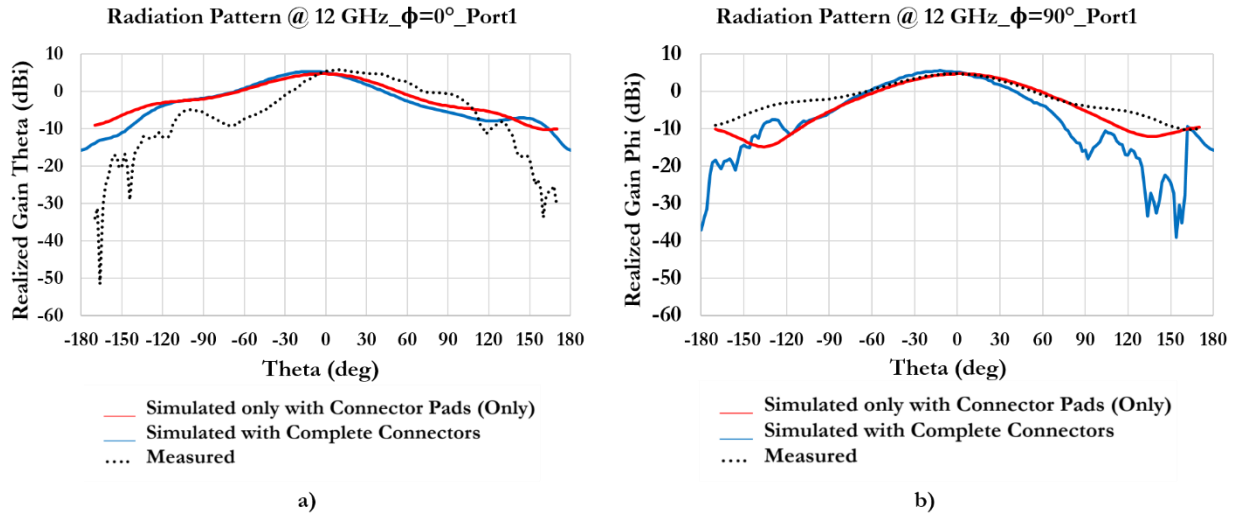 Radiation Pattern @ 12 GHz_ϕ=0°_Port1
Realized Gain Theta (dBi)
10
0
-10
-20
-30
-40
-50
-60
-180 -150 -120 -90 -60 -30 0 30 60 90 120 150 180
Theta (deg)
Simulated only with Connector Pads (Only)
Simulated with Complete Connectors
Measured
a)
Radiation Pattern @ 12 GHz_ϕ=90°_Port1
Realized Gain Phi (dBi)
10
0
-10
-20
-30
-40
-50
-60
-180 -150 -120 -90 -60 -30 0 30 60 90 120 150 180
Theta (deg)
Simulated only with Connector Pads (Only)
Simulated with Complete Connectors
Measured
b)